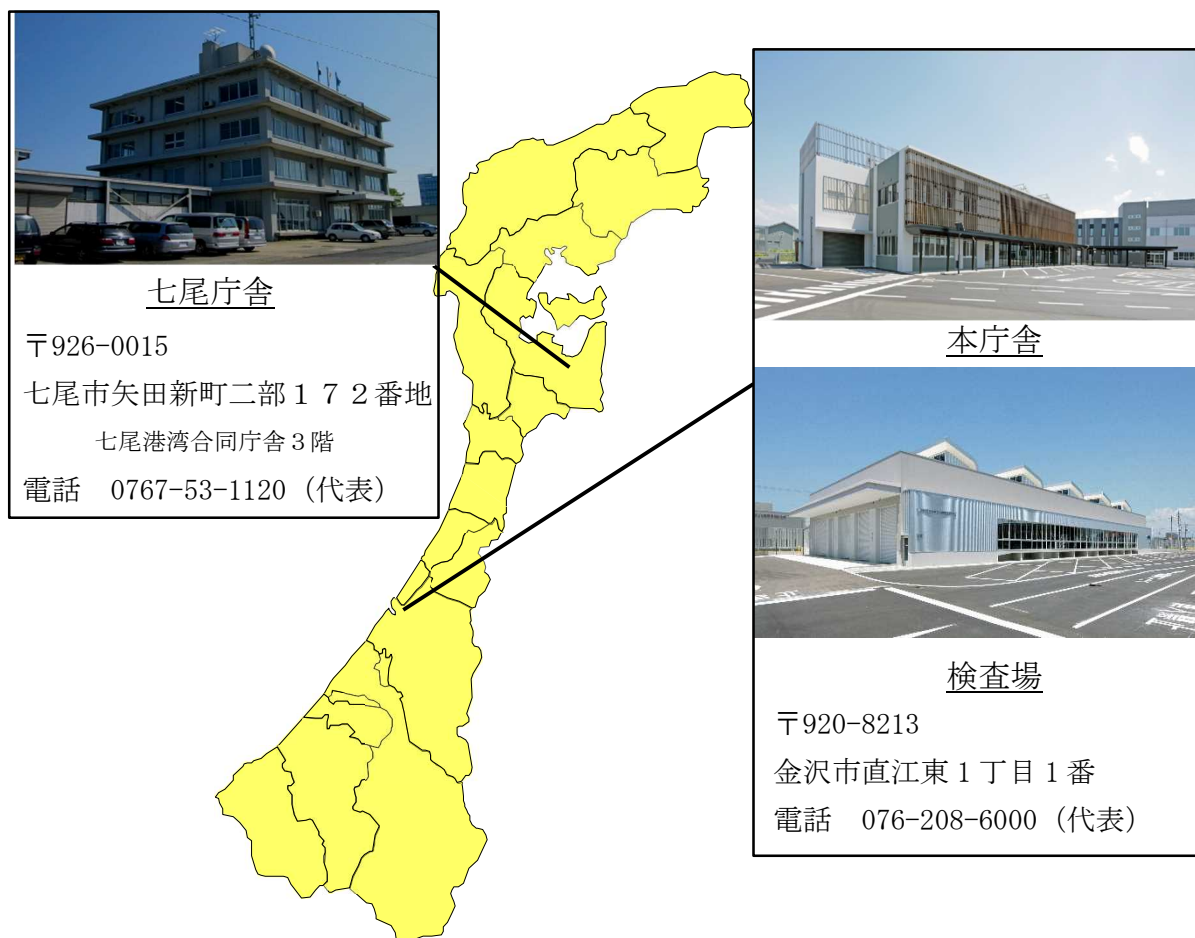 七尾庁舎
〒926-0015
七尾市矢田新町二部１７２番地
七尾港湾合同庁舎３階
電話　0767-53-1120（代表）
本庁舎
検査場
〒920-8213
金沢市直江東１丁目１番
電話　076-208-6000（代表）